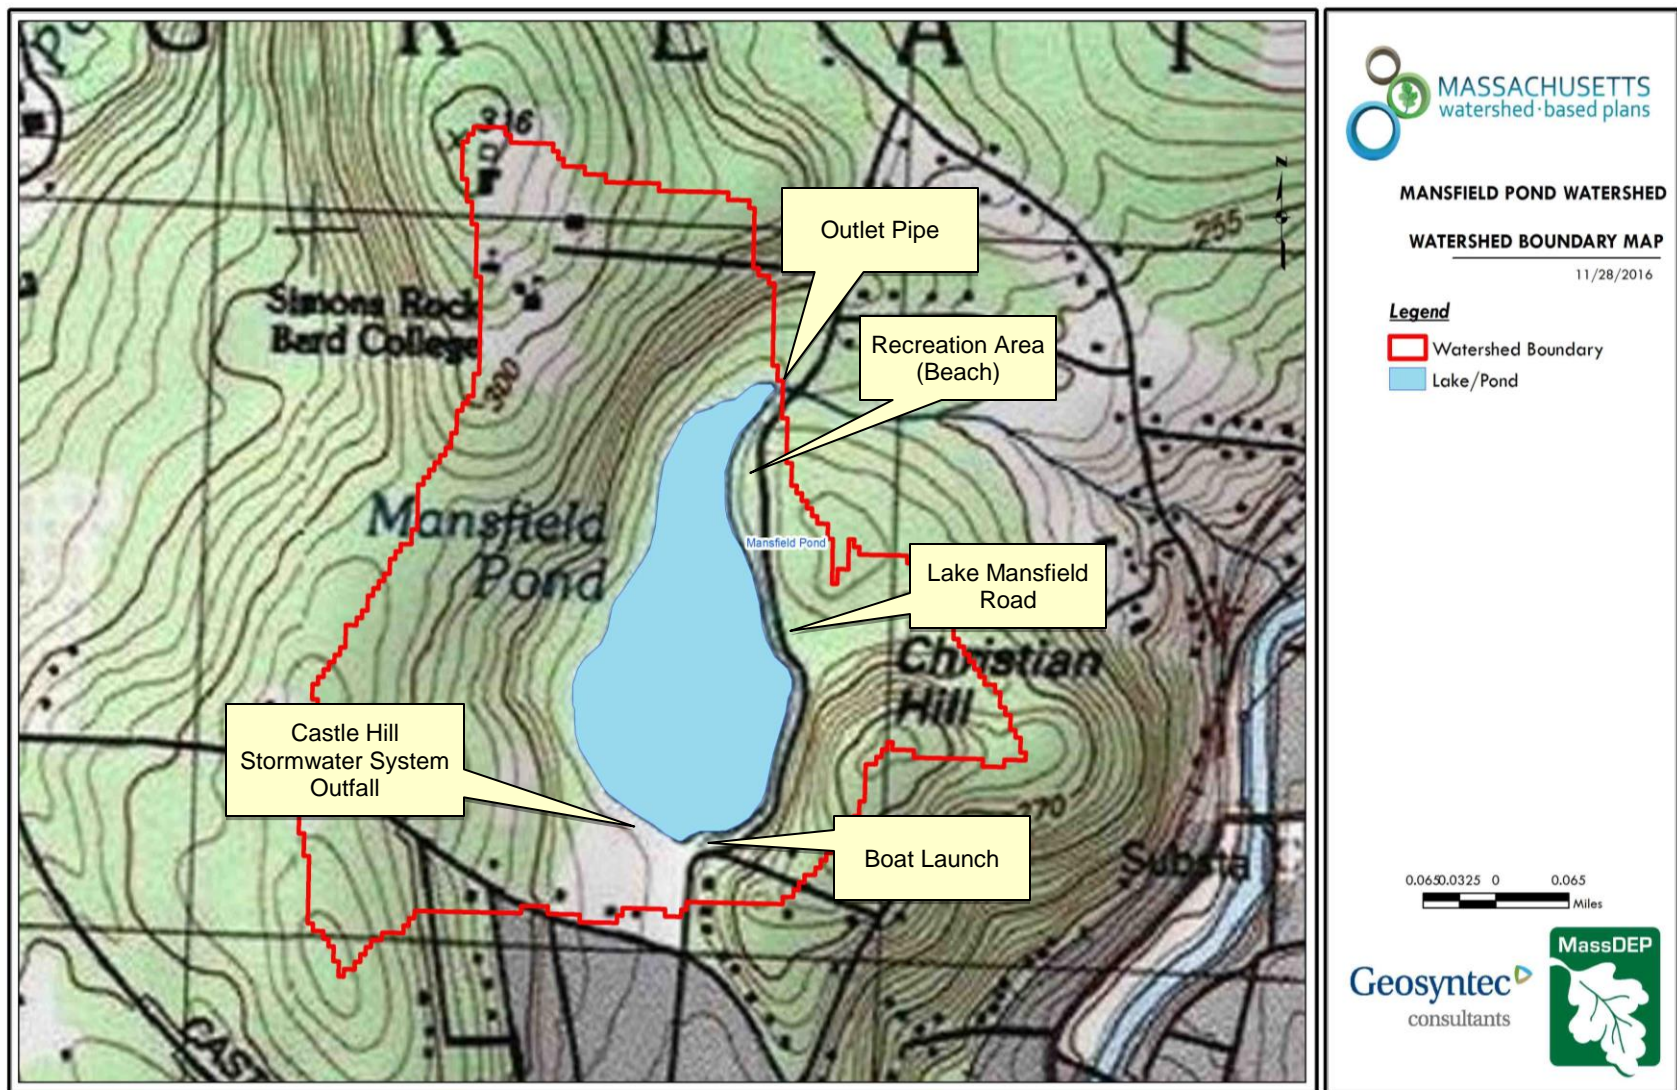 G R E A T
316
255
Outlet Pipe
Simons Rock
Bard College
Recreation Area
(Beach)
300
Mansfield
Pond
Mansfield Pond
Lake Mansfield
Road
Christian
Hill
Castle Hill
Stormwater System
Outfall
270
Boat Launch
Substa
CAST
MASSACHUSETTS
watershed·based plans
MANSFIELD POND WATERSHED
WATERSHED BOUNDARY MAP
11/28/2016
Legend
Watershed Boundary
Lake/Pond
N
0.065 0.0325 0 0.065
Miles
Geosyntec
consultants
MassDEP